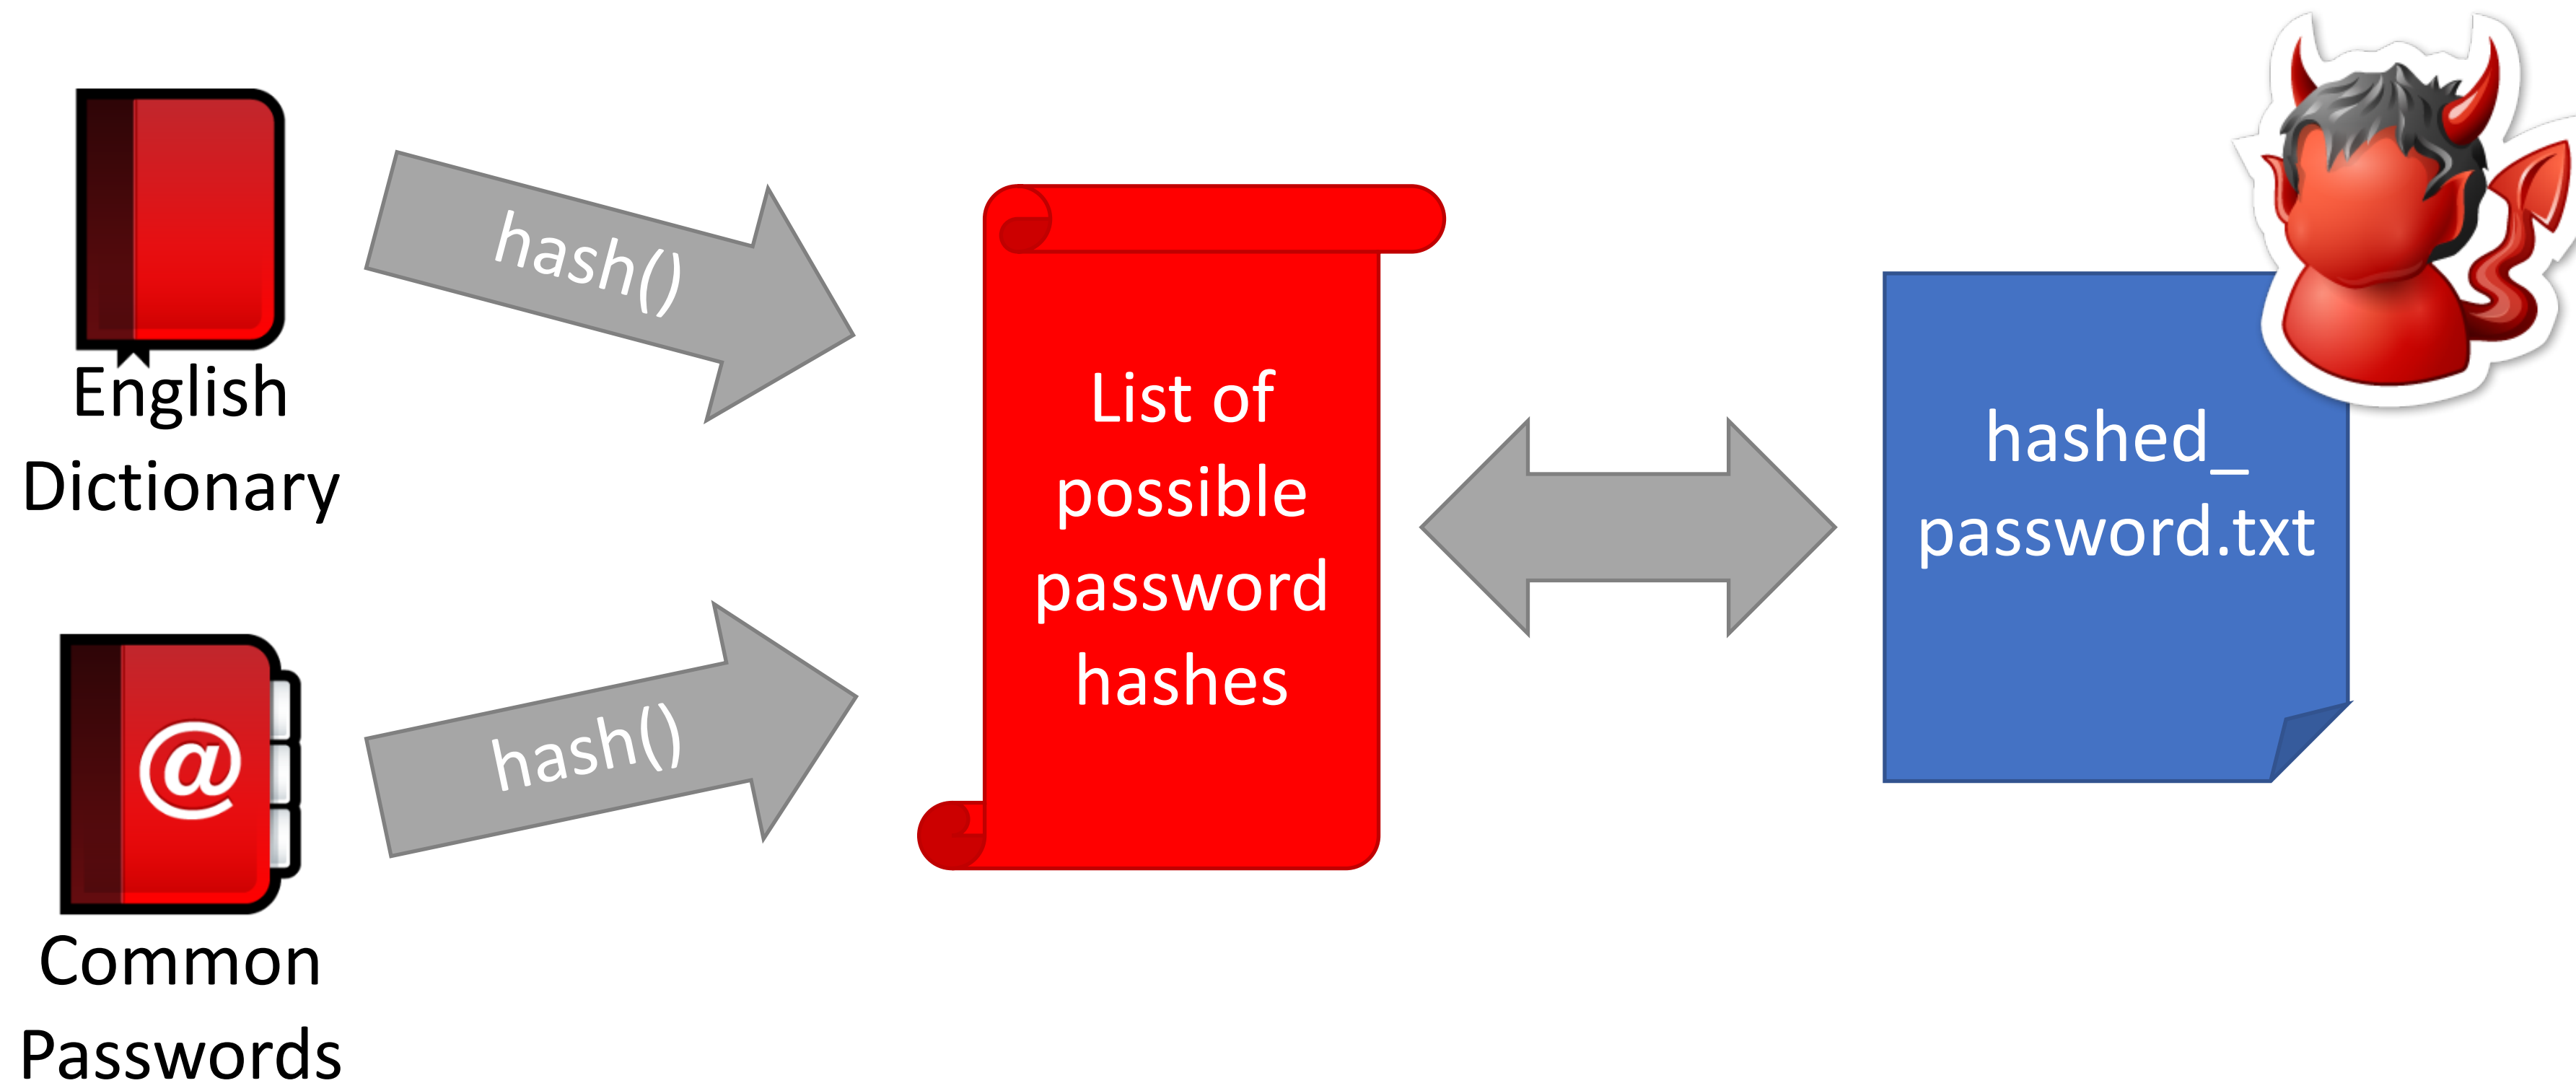 English
Dictionary
hash()
Common
Passwords
@
hash()
List of
possible
password
hashes
hashed_
password.txt